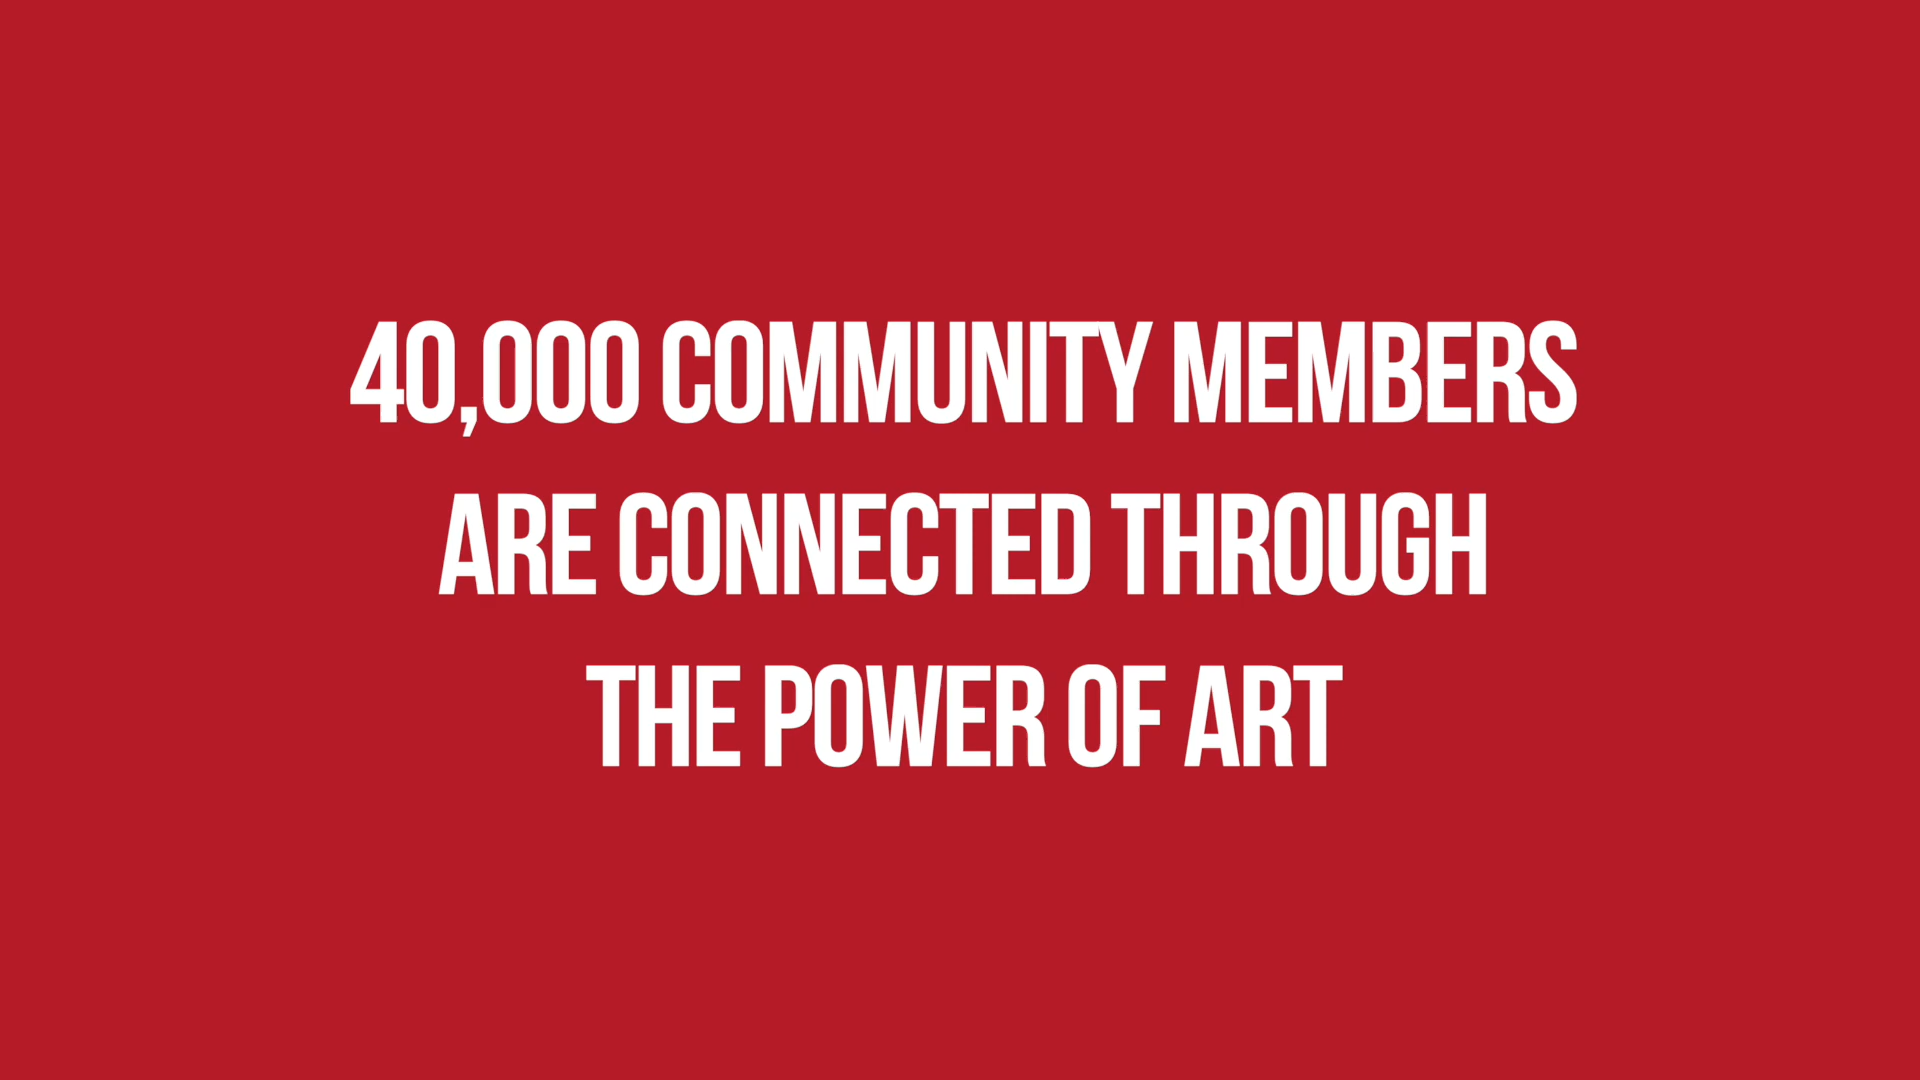 40,000 COMMUNITY MEMBERS
ARE CONNECTED THROUGH
THE POWER OF ART